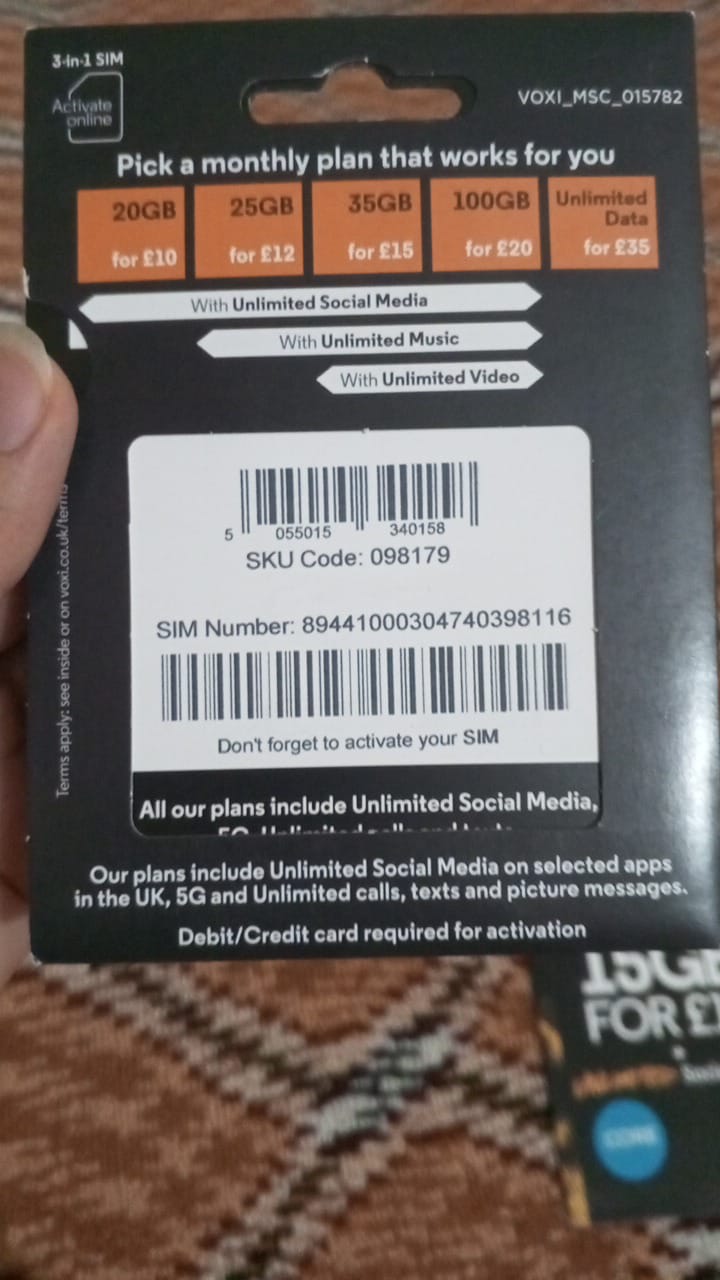 3-in-1 SIM
Activate
online
VOXI_MSC_015782
Pick a monthly plan that works for you
20GB
for £10
25GB
for £12
35GB
for £15
100GB
for £20
Unlimited
Data
for £35
With Unlimited Social Media
With Unlimited Music
With Unlimited Video
5 055015 340158
SKU Code: 098179
SIM Number: 89441000304740398116
Don't forget to activate your SIM
All our plans include Unlimited Social Media,
Our plans include Unlimited Social Media on selected apps
in the UK, 5G and Unlimited calls, texts and picture messages.
Debit/Credit card required for activation
Terms apply: see inside or on voxi.co.uk/terms
15GB
FOR £